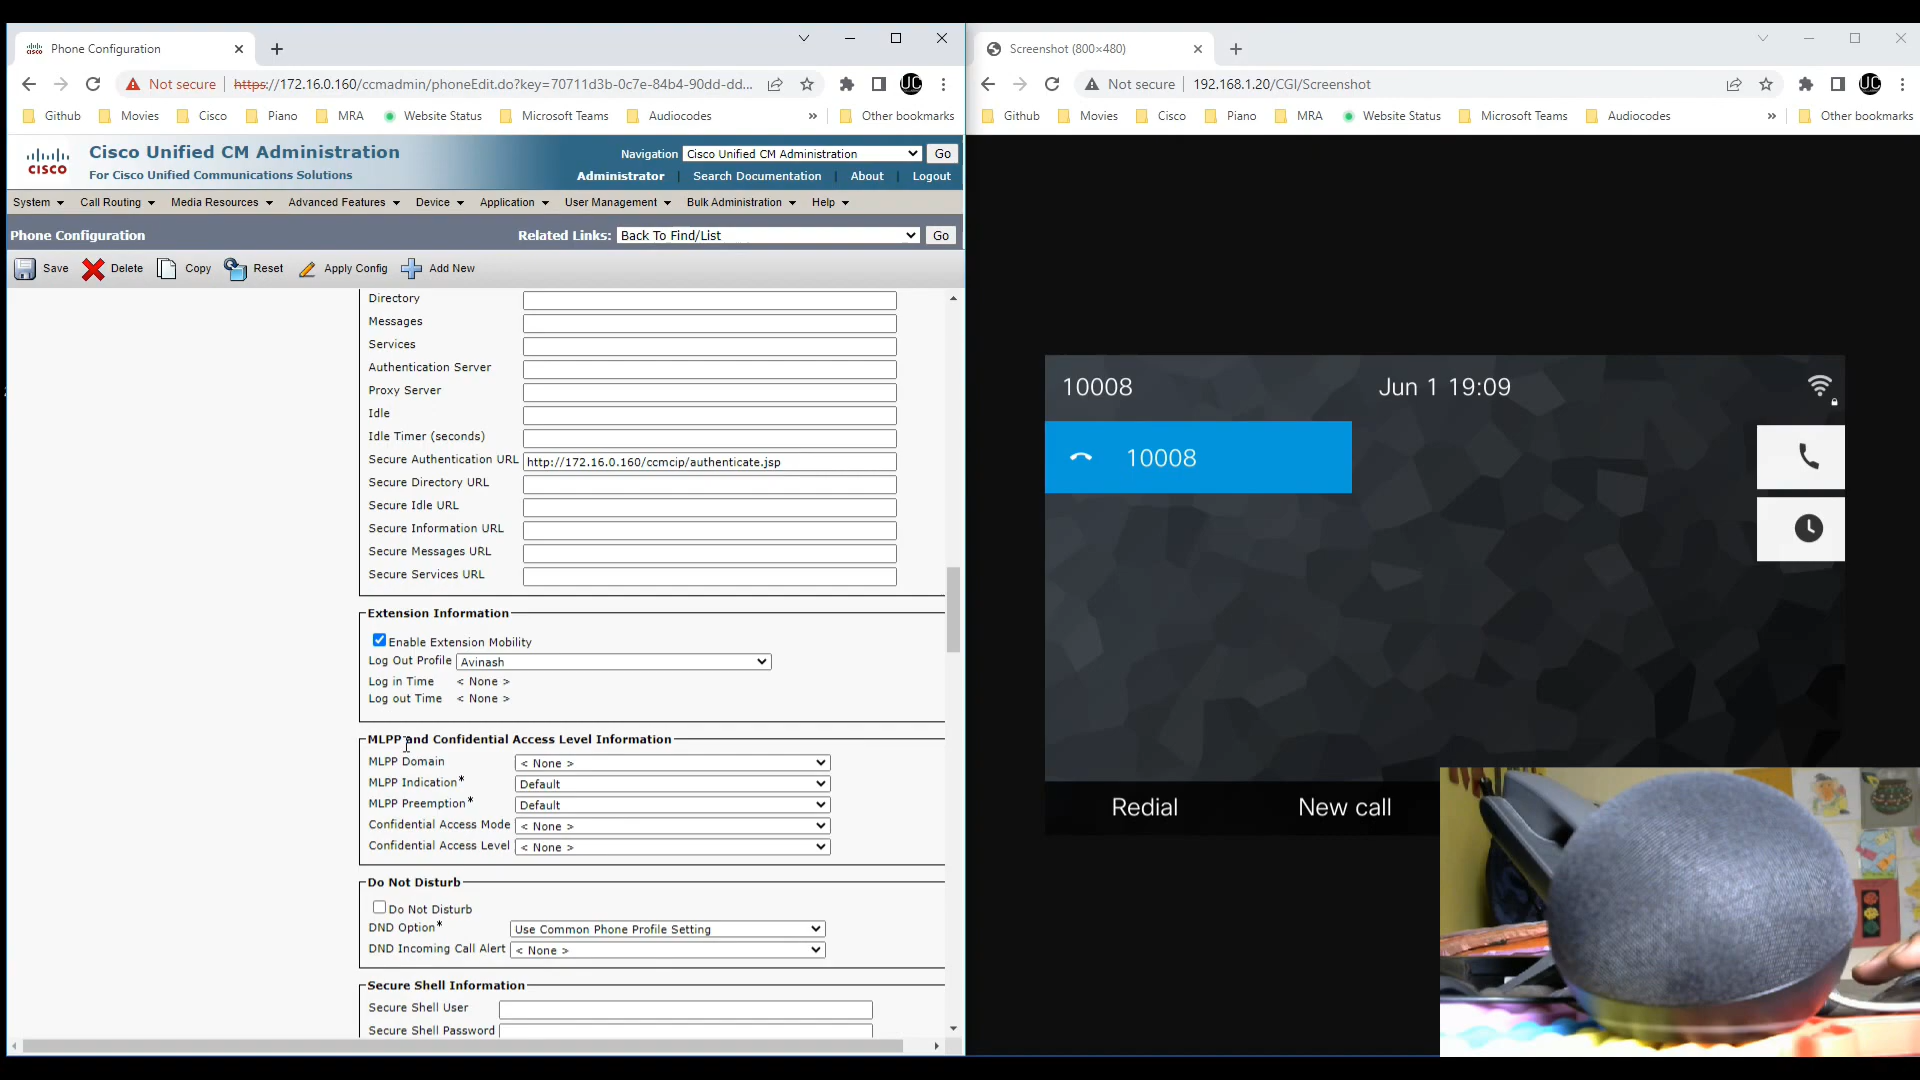 Phone Configuration
Not secure https://172.16.0.160/ccmadmin/phoneEdit.do?key=70711d3b-0c7e-84b4-90dd-dd...
JC
Github Movies Cisco Piano MRA Website Status Microsoft Teams Audiocodes » Other bookmarks
CISCO
Cisco Unified CM Administration
For Cisco Unified Communications Solutions
Navigation Cisco Unified CM Administration Go
Administrator | Search Documentation | About | Logout
System Call Routing Media Resources Advanced Features Device Application User Management Bulk Administration Help
Phone Configuration
Related Links: Back To Find/List Go
Save Delete Copy Reset Apply Config Add New
Directory
Messages
Services
Authentication Server
Proxy Server
Idle
Idle Timer (seconds)
Secure Authentication URL http://172.16.0.160/ccmcip/authenticate.jsp
Secure Directory URL
Secure Idle URL
Secure Information URL
Secure Messages URL
Secure Services URL
Extension Information
Enable Extension Mobility
Log Out Profile Avinash
Log in Time < None >
Log out Time < None >
MLPP and Confidential Access Level Information
MLPP Domain < None >
MLPP Indication* Default
MLPP Preemption* Default
Confidential Access Mode < None >
Confidential Access Level < None >
Do Not Disturb
Do Not Disturb
DND Option* Use Common Phone Profile Setting
DND Incoming Call Alert < None >
Secure Shell Information
Secure Shell User
Secure Shell Password
Screenshot (800×480)
Not secure 192.168.1.20/CGI/Screenshot
JC
Github Movies Cisco Piano MRA Website Status Microsoft Teams Audiocodes » Other bookmarks
10008 Jun 1 19:09
10008
Redial New call